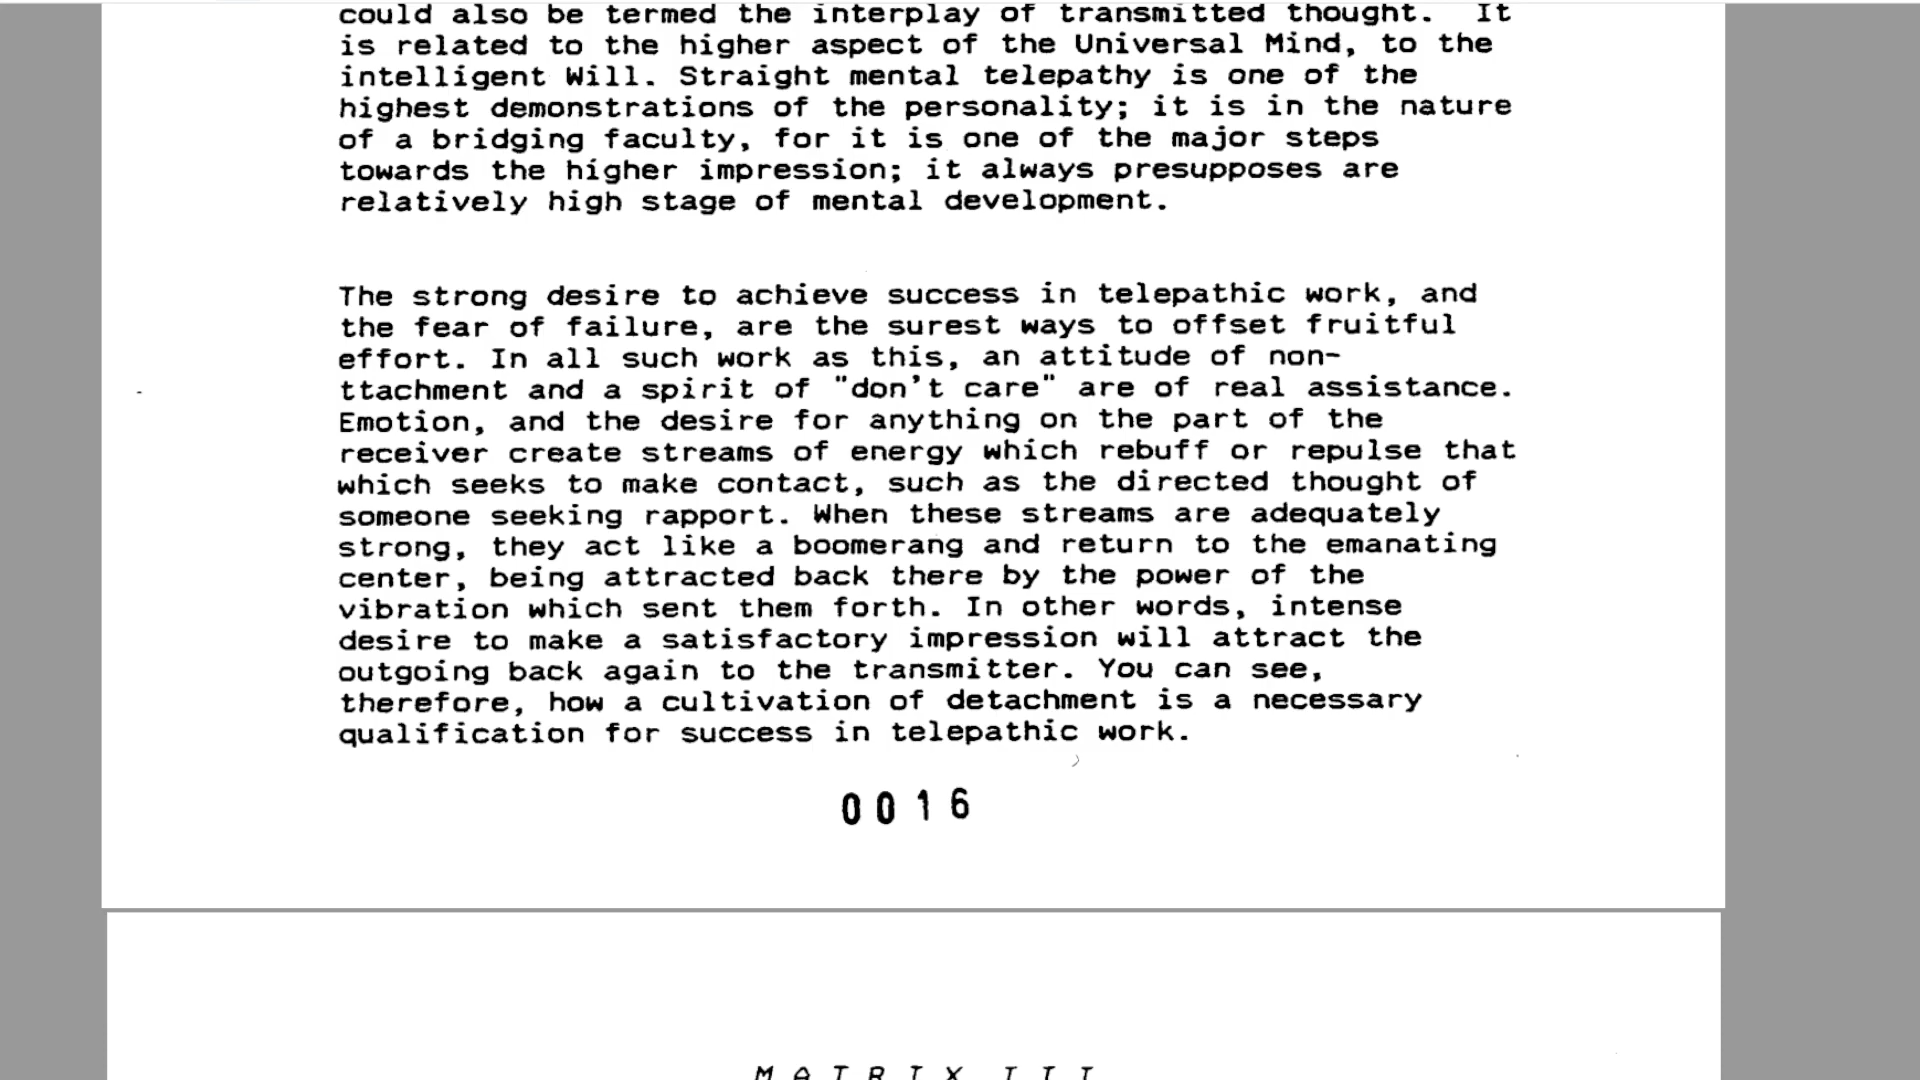 could also be termed the interplay of transmitted thought.  It
is related to the higher aspect of the Universal Mind, to the
intelligent Will. Straight mental telepathy is one of the
highest demonstrations of the personality; it is in the nature
of a bridging faculty, for it is one of the major steps
towards the higher impression; it always presupposes are
relatively high stage of mental development.
The strong desire to achieve success in telepathic work, and
the fear of failure, are the surest ways to offset fruitful
effort. In all such work as this, an attitude of non-
ttachment and a spirit of "don't care" are of real assistance.
Emotion, and the desire for anything on the part of the
receiver create streams of energy which rebuff or repulse that
which seeks to make contact, such as the directed thought of
someone seeking rapport. When these streams are adequately
strong, they act like a boomerang and return to the emanating
center, being attracted back there by the power of the
vibration which sent them forth. In other words, intense
desire to make a satisfactory impression will attract the
outgoing back again to the transmitter. You can see,
therefore, how a cultivation of detachment is a necessary
qualification for success in telepathic work.
0016
MATRIX III